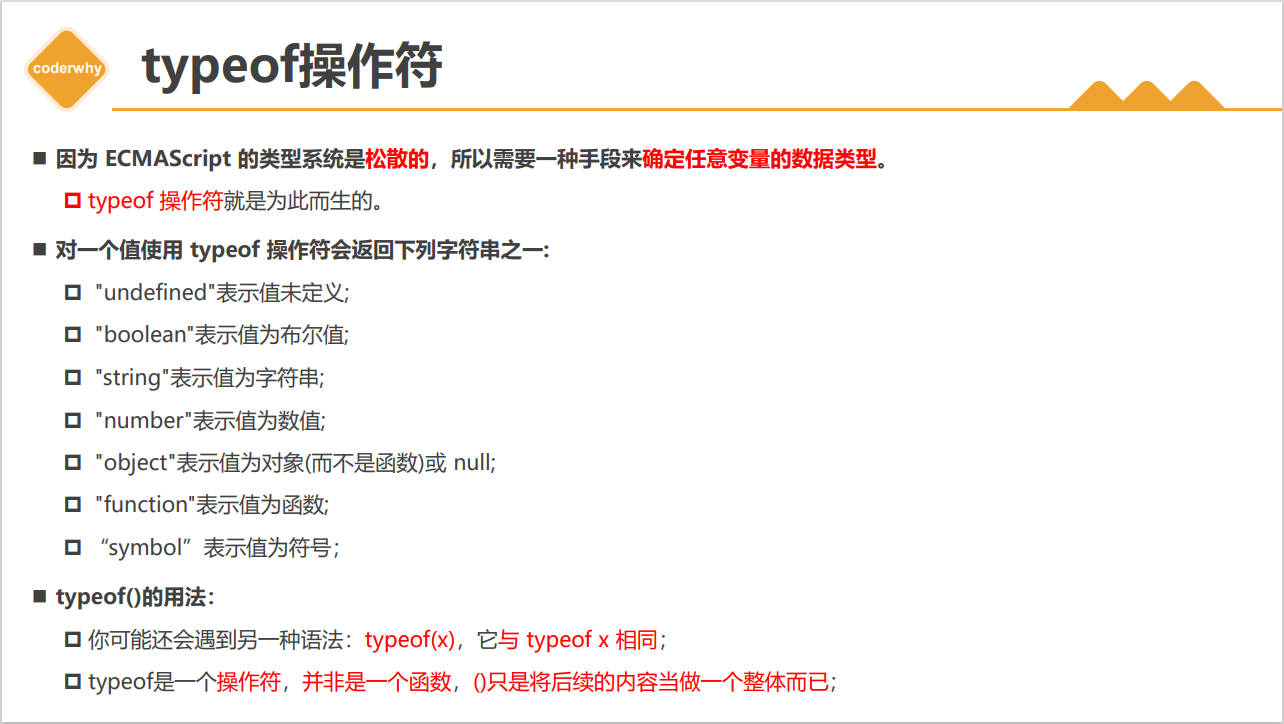 coderwhy
typeof操作符
因为 ECMAScript 的类型系统是松散的，所以需要一种手段来确定任意变量的数据类型。
typeof 操作符就是为此而生的。
对一个值使用 typeof 操作符会返回下列字符串之一:
"undefined"表示值未定义;
"boolean"表示值为布尔值;
"string"表示值为字符串;
"number"表示值为数值;
"object"表示值为对象(而不是函数)或 null;
"function"表示值为函数;
“symbol”表示值为符号；
typeof()的用法：
你可能还会遇到另一种语法：typeof(x)，它与 typeof x 相同；
typeof是一个操作符，并非是一个函数，()只是将后续的内容当做一个整体而已；